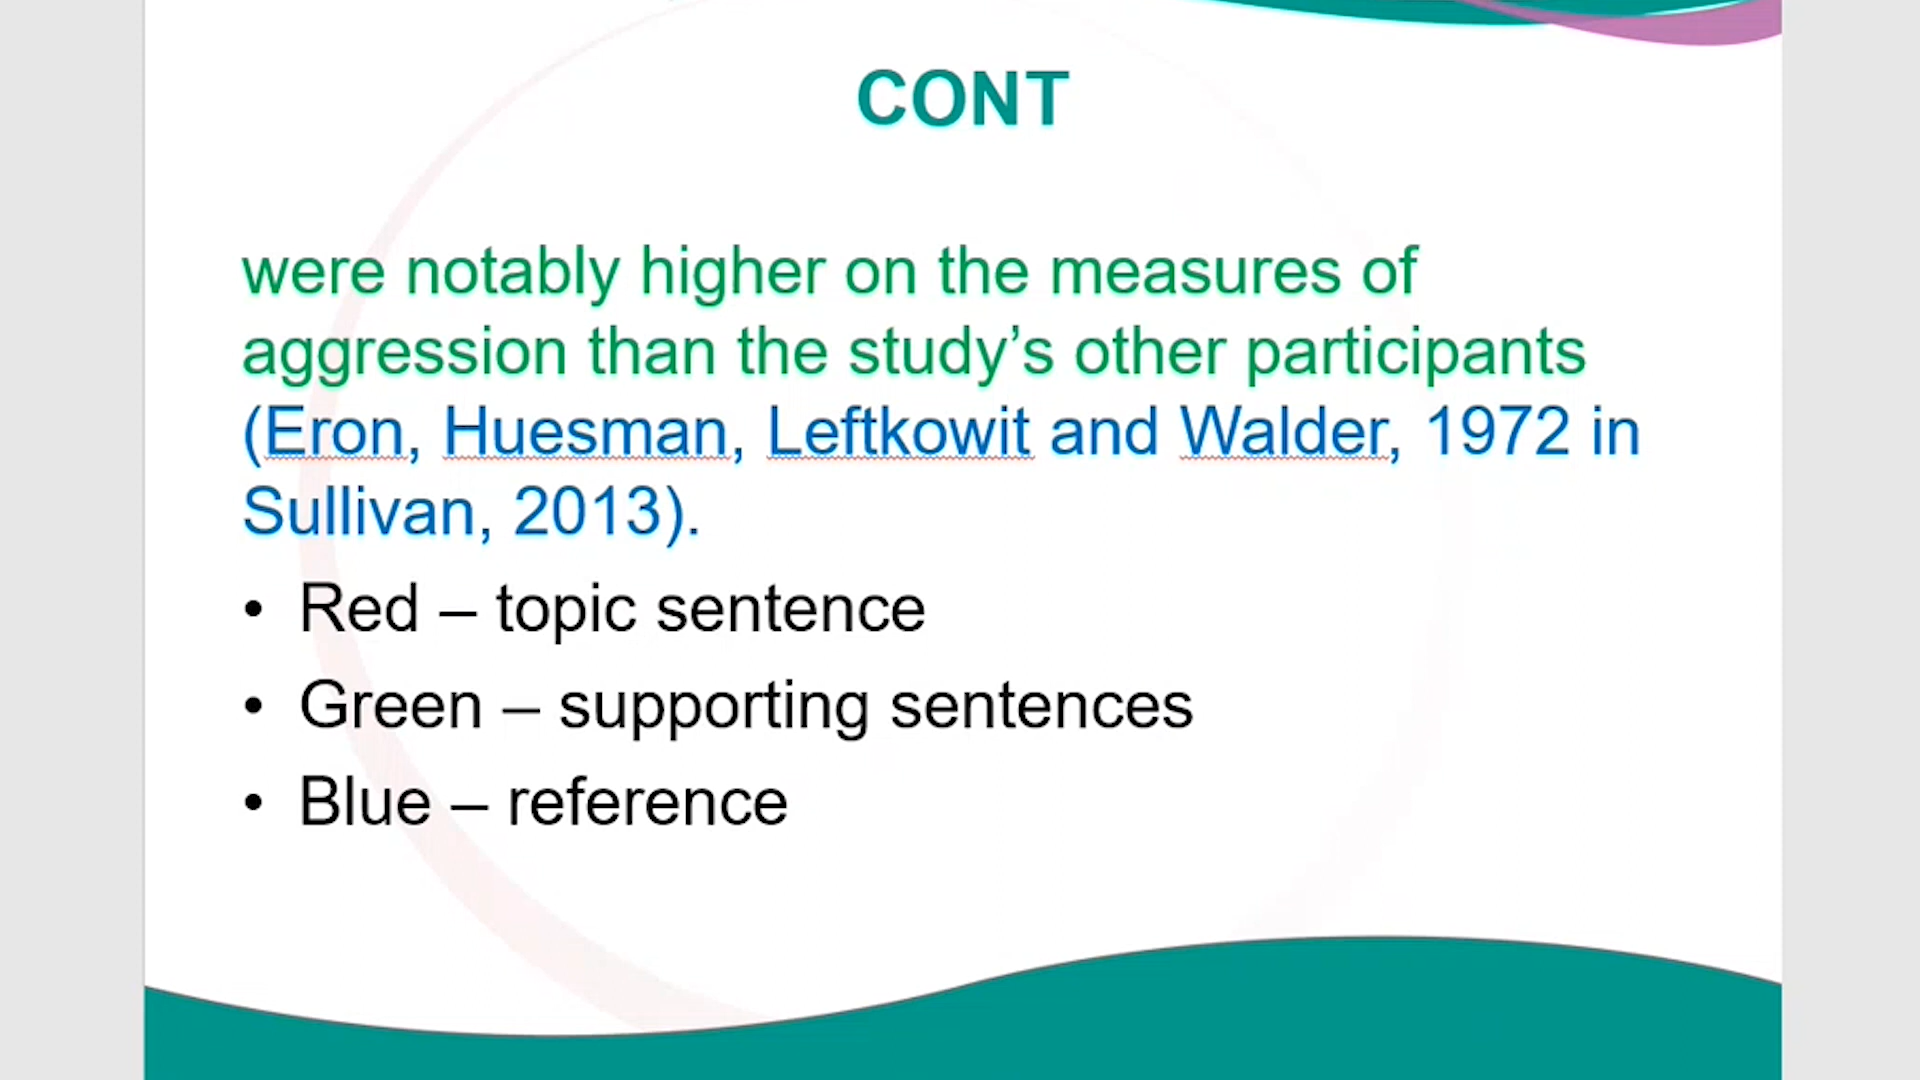 CONT
were notably higher on the measures of
aggression than the study’s other participants
(Eron, Huesman, Leftkowit and Walder, 1972 in
Sullivan, 2013).
• Red – topic sentence
• Green – supporting sentences
• Blue – reference